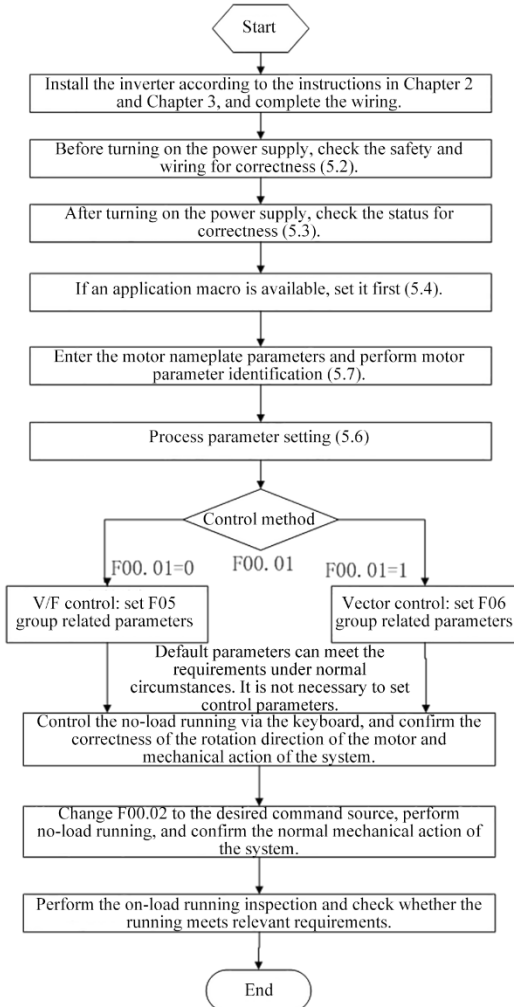 Start
Install the inverter according to the instructions in Chapter 2
and Chapter 3, and complete the wiring.
Before turning on the power supply, check the safety and
wiring for correctness (5.2).
After turning on the power supply, check the status for
correctness (5.3).
If an application macro is available, set it first (5.4).
Enter the motor nameplate parameters and perform motor
parameter identification (5.7).
Process parameter setting (5.6)
Control method
F00.01=0
F00.01
F00.01=1
V/F control: set F05
group related parameters
Vector control: set F06
group related parameters
Default parameters can meet the
requirements under normal
circumstances. It is not necessary to set
control parameters.
Control the no-load running via the keyboard, and confirm the
correctness of the rotation direction of the motor and
mechanical action of the system.
Change F00.02 to the desired command source, perform
no-load running, and confirm the normal mechanical action of
the system.
Perform the on-load running inspection and check whether the
running meets relevant requirements.
End